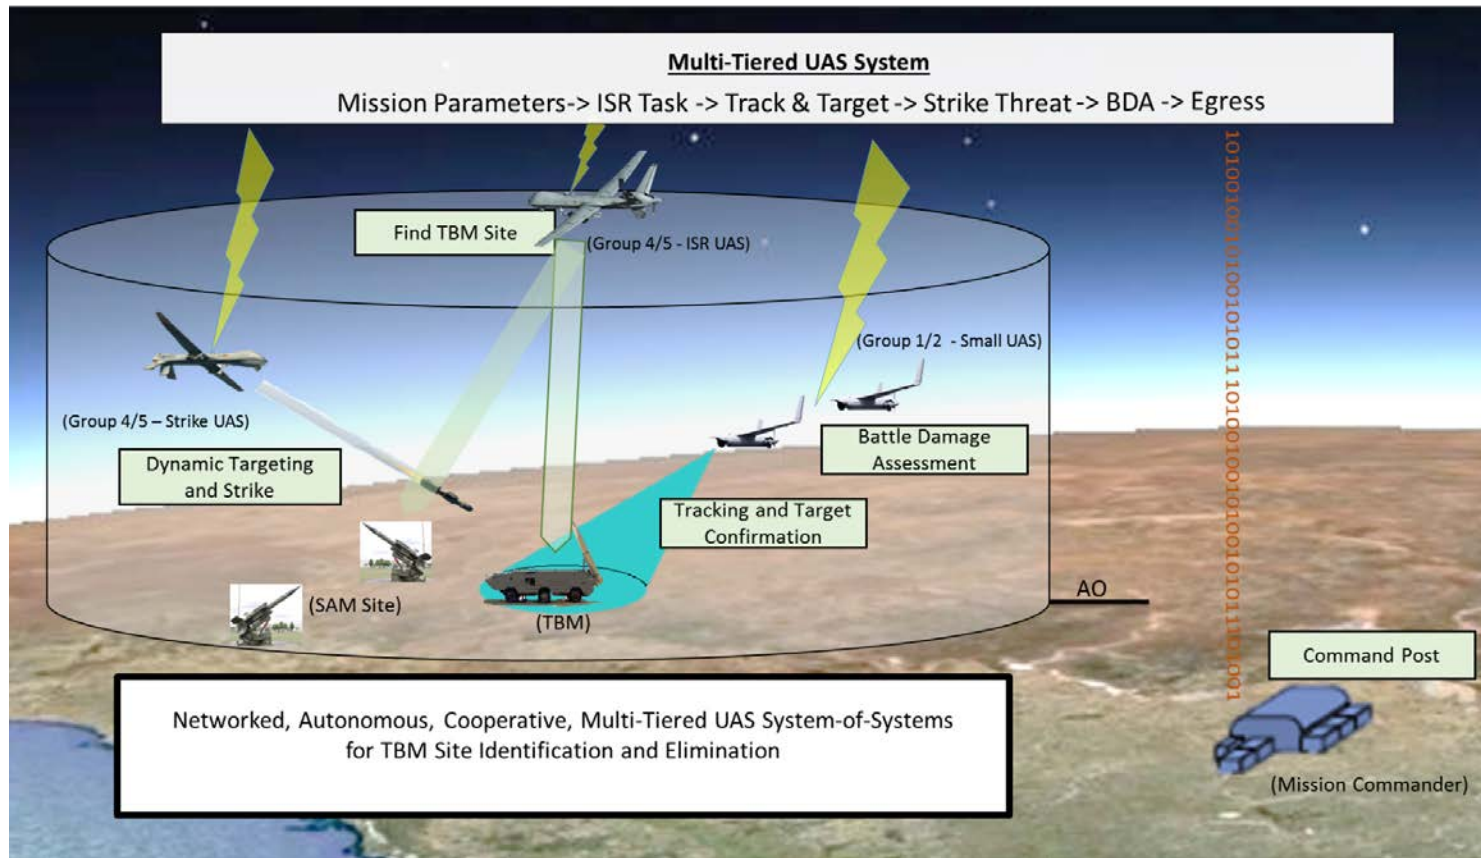 Multi-Tiered UAS System
Mission Parameters-> ISR Task -> Track & Target-> Strike Threat-> BDA -> Egress
Find TBM Site
(Group 4/5 - ISR UAS)
(Group 1/2  - Small UAS)
(Group 4/5 – Strike UAS)
Dynamic Targeting
and Strike
Battle Damage
Assessment
Tracking and Target
Confirmation
(SAM Site)
(TBM)
AO
Command Post
(Mission Commander)
Networked, Autonomous, Cooperative, Multi-Tiered UAS System-of-Systems
for TBM Site Identification and Elimination